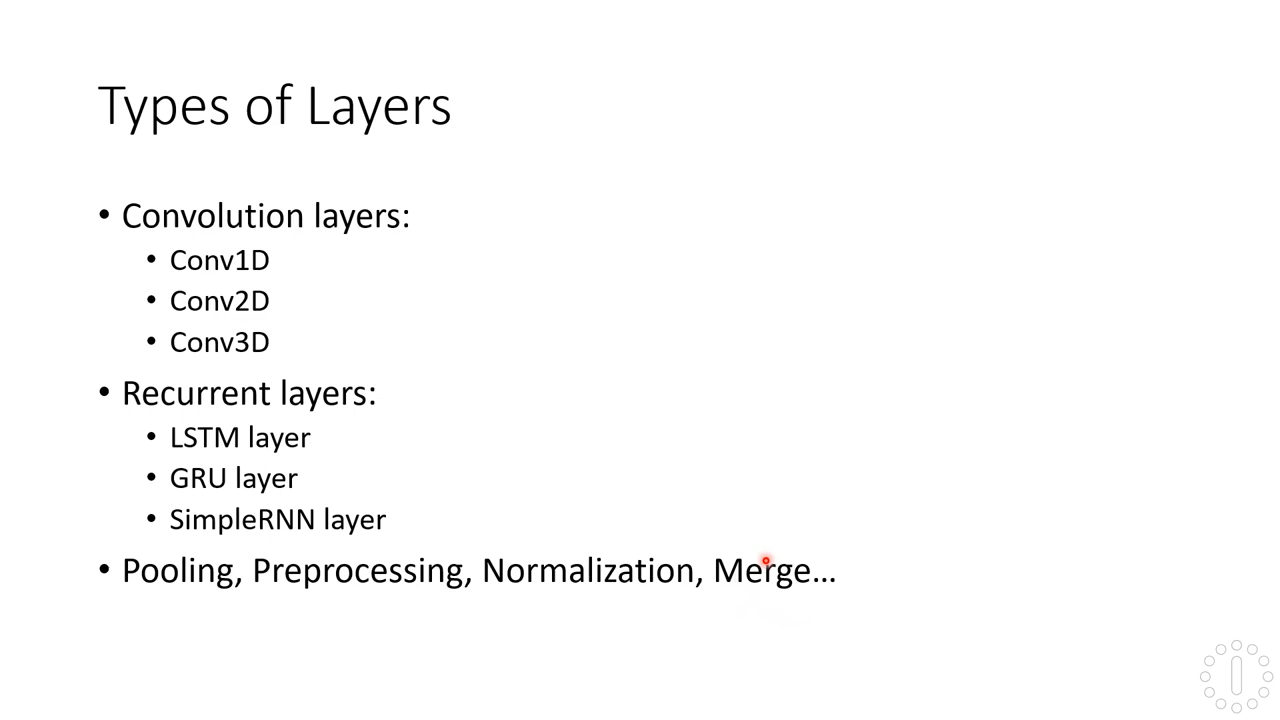 Types of Layers
• Convolution layers:
• Conv1D
• Conv2D
• Conv3D
• Recurrent layers:
• LSTM layer
• GRU layer
• SimpleRNN layer
• Pooling, Preprocessing, Normalization, Merge…